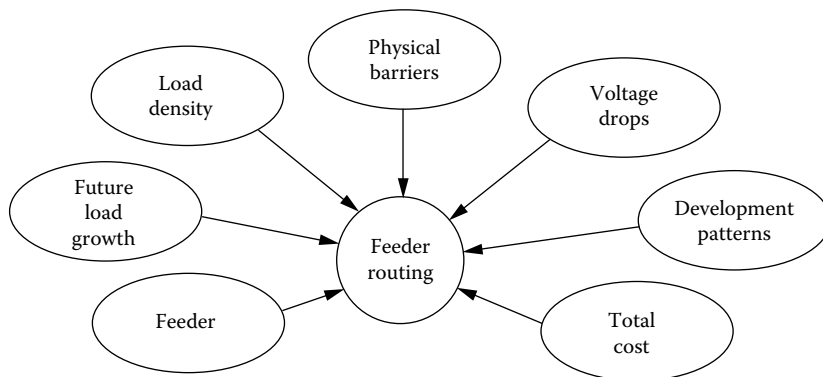 Physical
barriers
Load
density
Voltage
drops
Future
load
growth
Development
patterns
Feeder
routing
Feeder
Total
cost